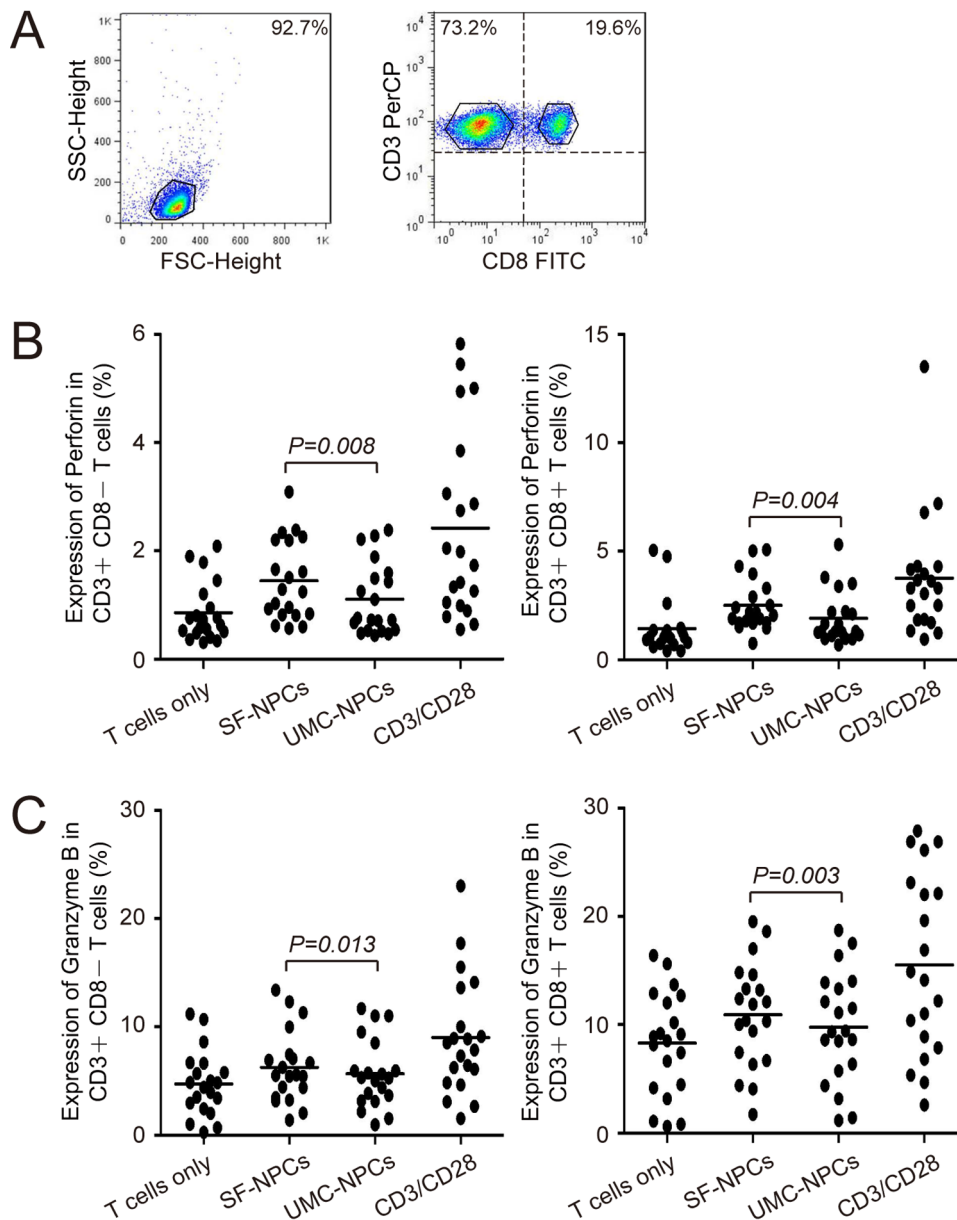 A
92.7%
1K
800
600
400
200
0
SSC-Height
0 200 400 600 800 1K
FSC-Height
73.2% 19.6%
10^4
10^3
10^2
10^1
10^0
CD3 PerCP
10^0 10^1 10^2 10^3 10^4
CD8 FITC
B
Expression of Perforin in
CD3+ CD8− T cells (%)
6
4
2
0
P=0.008
T cells only SF-NPCs UMC-NPCs CD3/CD28
Expression of Perforin in
CD3+ CD8+ T cells (%)
15
10
5
0
P=0.004
T cells only SF-NPCs UMC-NPCs CD3/CD28
C
Expression of Granzyme B in
CD3+ CD8− T cells (%)
30
20
10
0
P=0.013
T cells only SF-NPCs UMC-NPCs CD3/CD28
Expression of Granzyme B in
CD3+ CD8+ T cells (%)
30
20
10
0
P=0.003
T cells only SF-NPCs UMC-NPCs CD3/CD28